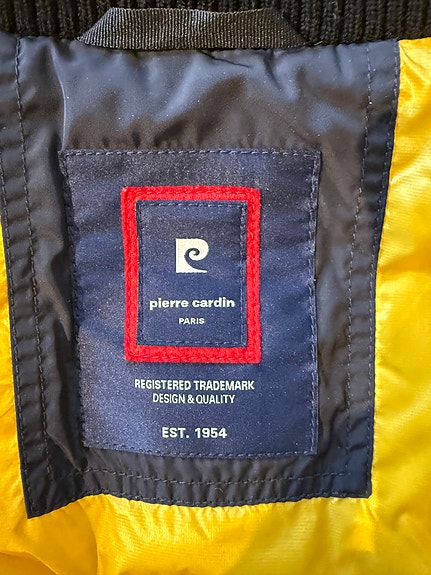 pierre cardin
PARIS
REGISTERED TRADEMARK
DESIGN & QUALITY
EST. 1954